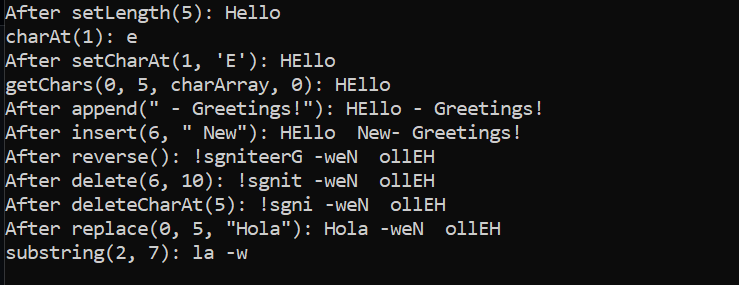 After setLength(5): Hello
charAt(1): e
After setCharAt(1, 'E'): HEllo
getChars(0, 5, charArray, 0): HEllo
After append(" - Greetings!"): HEllo - Greetings!
After insert(6, " New"): HEllo  New- Greetings!
After reverse(): !sgniteerG -weN  ollEH
After delete(6, 10): !sgnit -weN  ollEH
After deleteCharAt(5): !sgni -weN  ollEH
After replace(0, 5, "Hola"): Hola -weN  ollEH
substring(2, 7): la -w